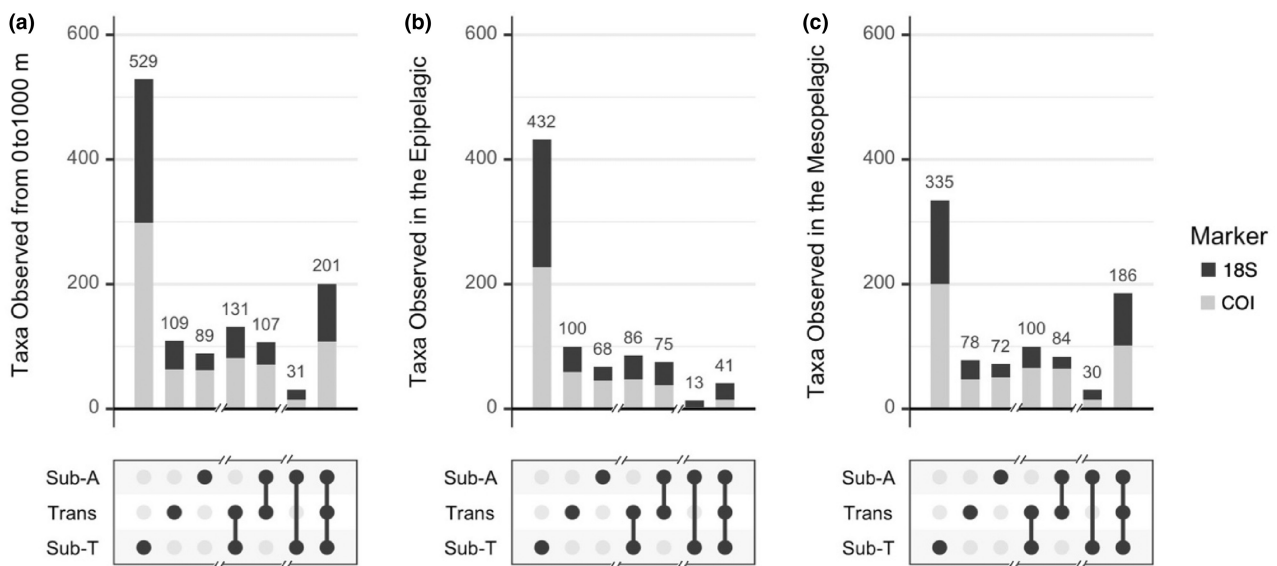 (a)
Taxa Observed from 0to1000 m
600
400
200
0
529
109
89
131
107
31
201
Sub-A
Trans
Sub-T
(b)
Taxa Observed in the Epipelagic
600
400
200
0
432
100
68
86
75
13
41
Sub-A
Trans
Sub-T
(c)
Taxa Observed in the Mesopelagic
600
400
200
0
335
78
72
100
84
30
186
Sub-A
Trans
Sub-T
Marker
18S
COI